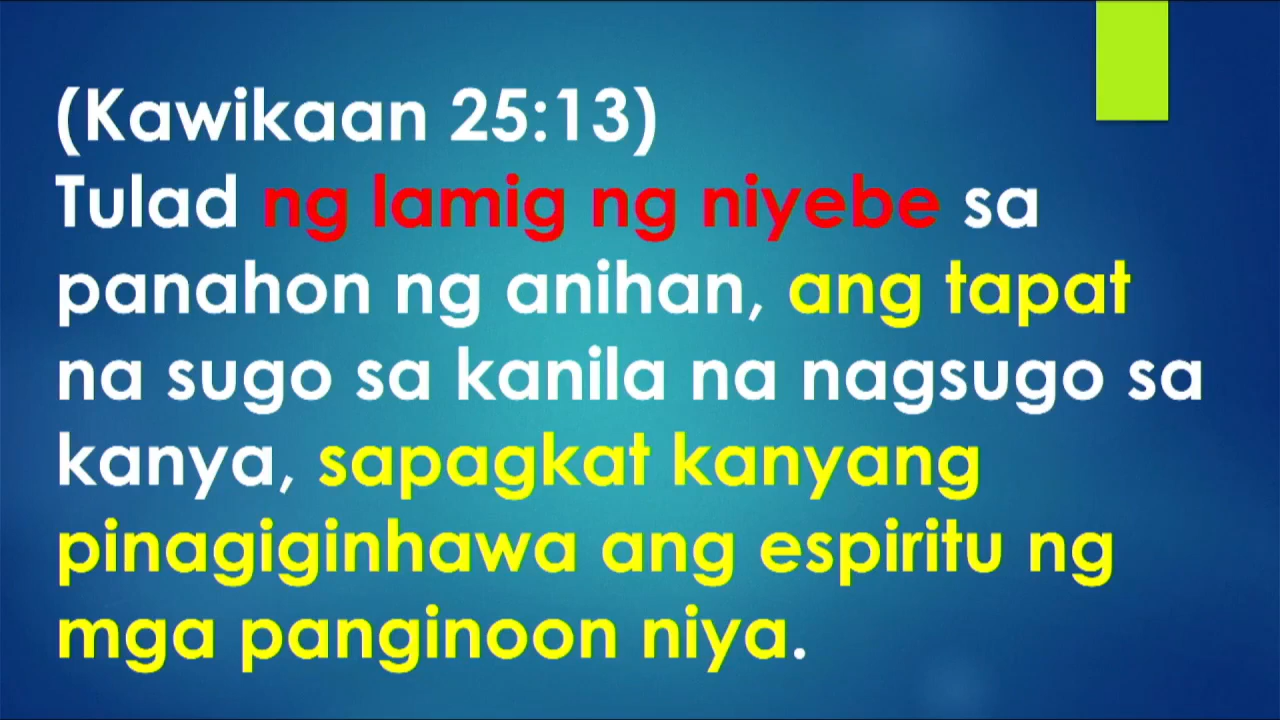 (Kawikaan 25:13)
Tulad ng lamig ng niyebe sa
panahon ng anihan, ang tapat
na sugo sa kanila na nagsugo sa
kanya, sapagkat kanyang
pinagiginhawa ang espiritu ng
mga panginoon niya.